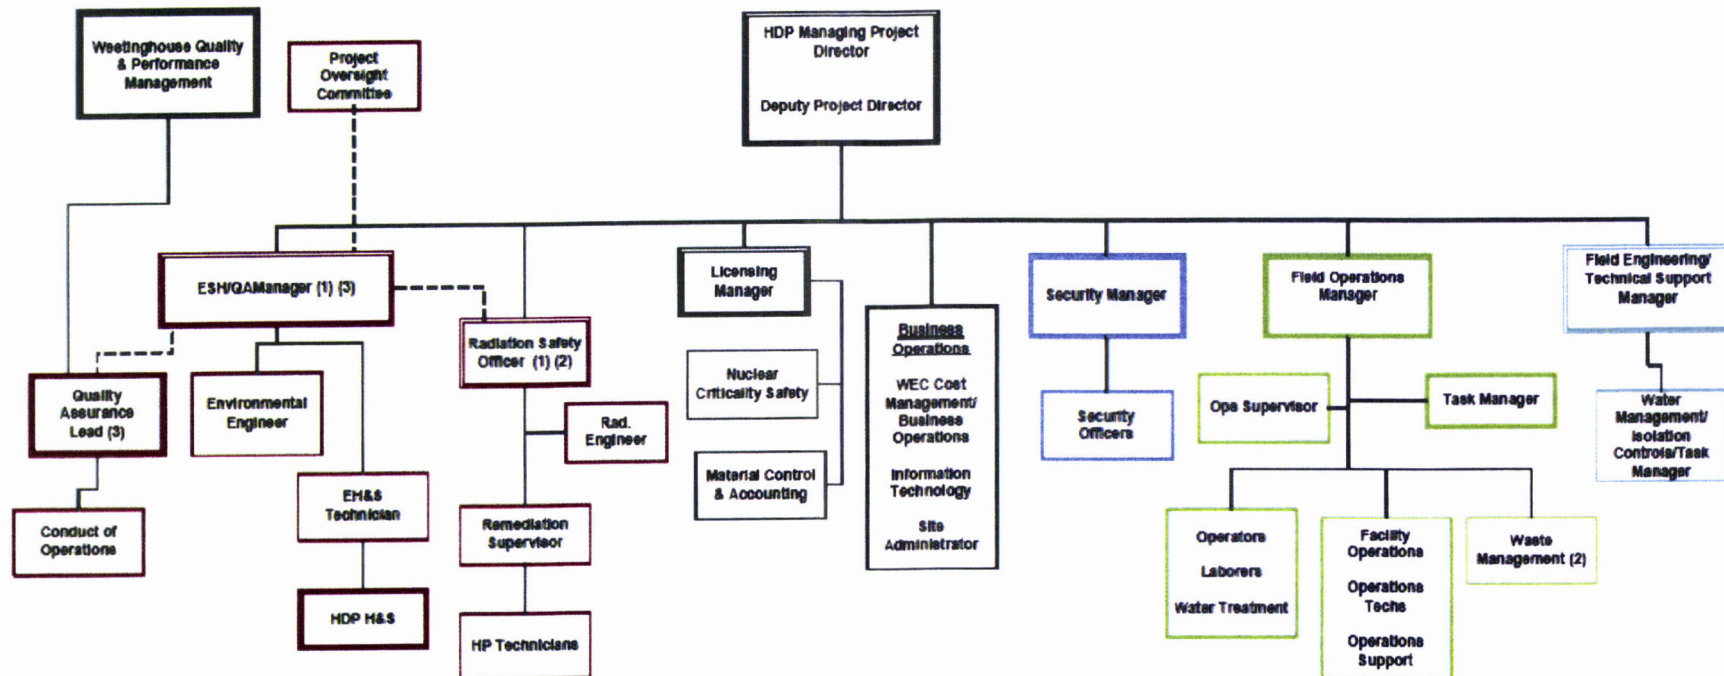 Westinghouse Quality
& Performance
Management
Project
Oversight
Committee
HDP Managing Project
Director
Deputy Project Director
ESH/QAManager (1) (3)
Radiation Safety
Officer (1) (2)
Licensing
Manager
Security Manager
Field Operations
Manager
Field Engineering/
Technical Support
Manager
Quality
Assurance
Lead (3)
Environmental
Engineer
Rad.
Engineer
Nuclear
Criticality Safety
Material Control
& Accounting
Business
Operations
WEC Cost
Management/
Business
Operations
Information
Technology
Site
Administrator
Security
Officers
Ops Supervisor
Task Manager
Water
Management/
Isolation
Controls/Task
Manager
Conduct of
Operations
EH&S
Technician
HDP H&S
Remediation
Supervisor
HP Technicians
Operators
Laborers
Water Treatment
Facility
Operations
Operations
Techs
Operations
Support
Waste
Management (2)